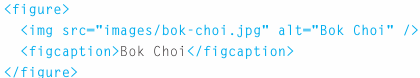 <figure>
  <img src="images/bok-choi.jpg" alt="Bok Choi" />
  <figcaption>Bok Choi</figcaption>
</figure>